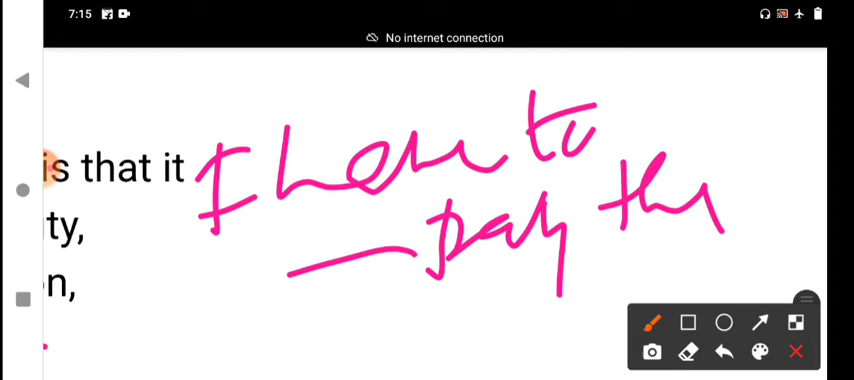 7:15
No internet connection
is that it
ty,
n,
I have to
pay the